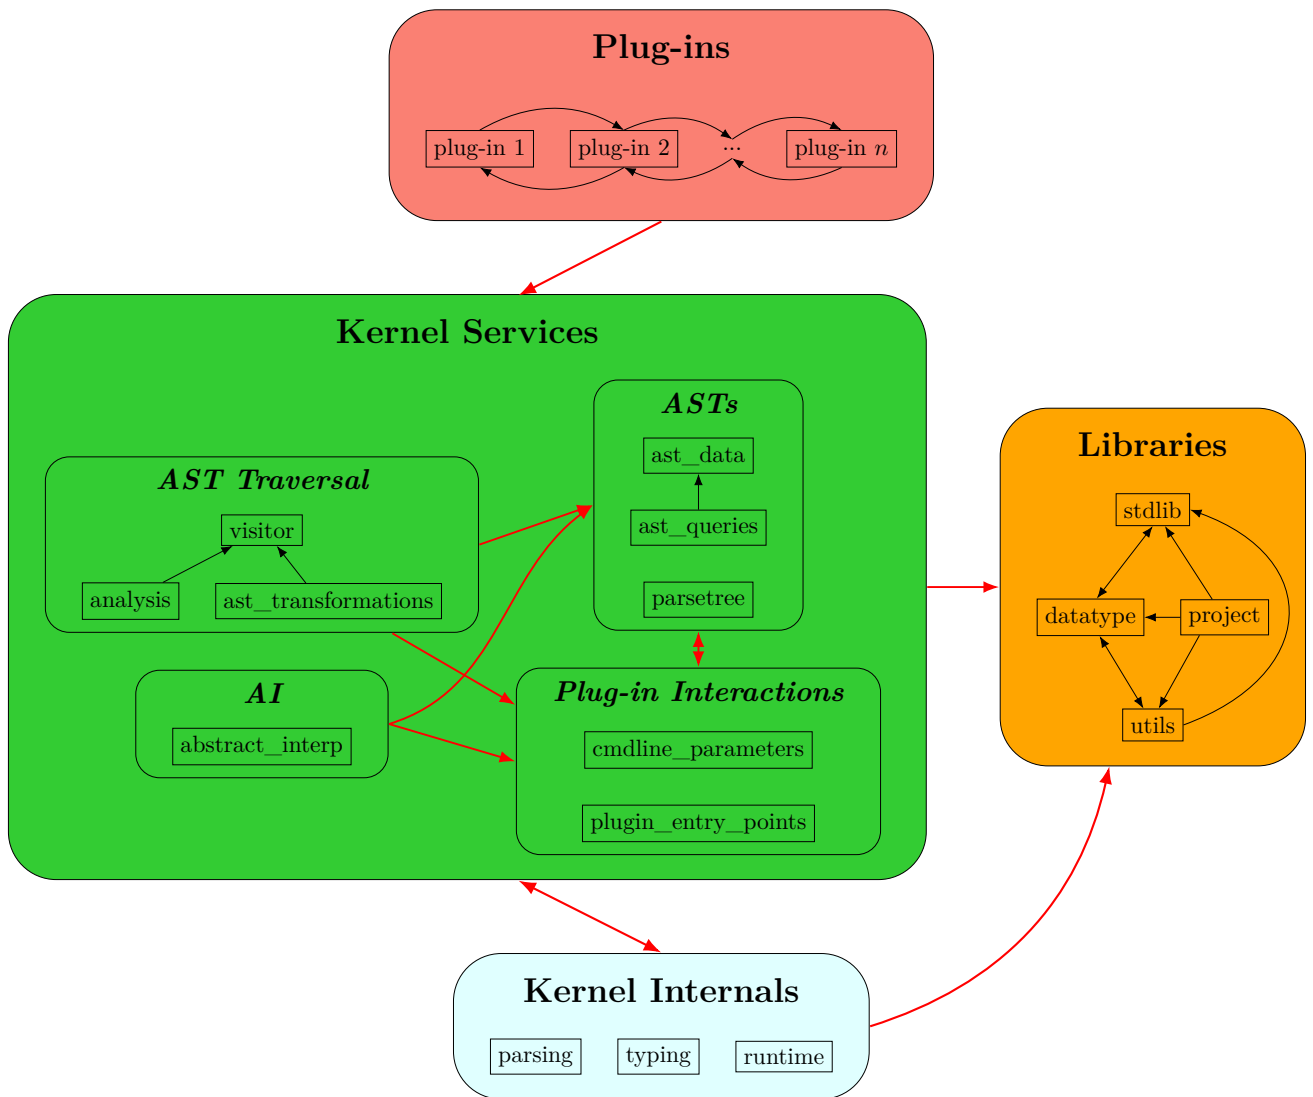 Plug-ins
plug-in 1
plug-in 2
...
plug-in n
Kernel Services
AST Traversal
visitor
analysis
ast_transformations
ASTs
ast_data
ast_queries
parsetree
AI
abstract_interp
Plug-in Interactions
cmdline_parameters
plugin_entry_points
Libraries
stdlib
datatype
project
utils
Kernel Internals
parsing
typing
runtime